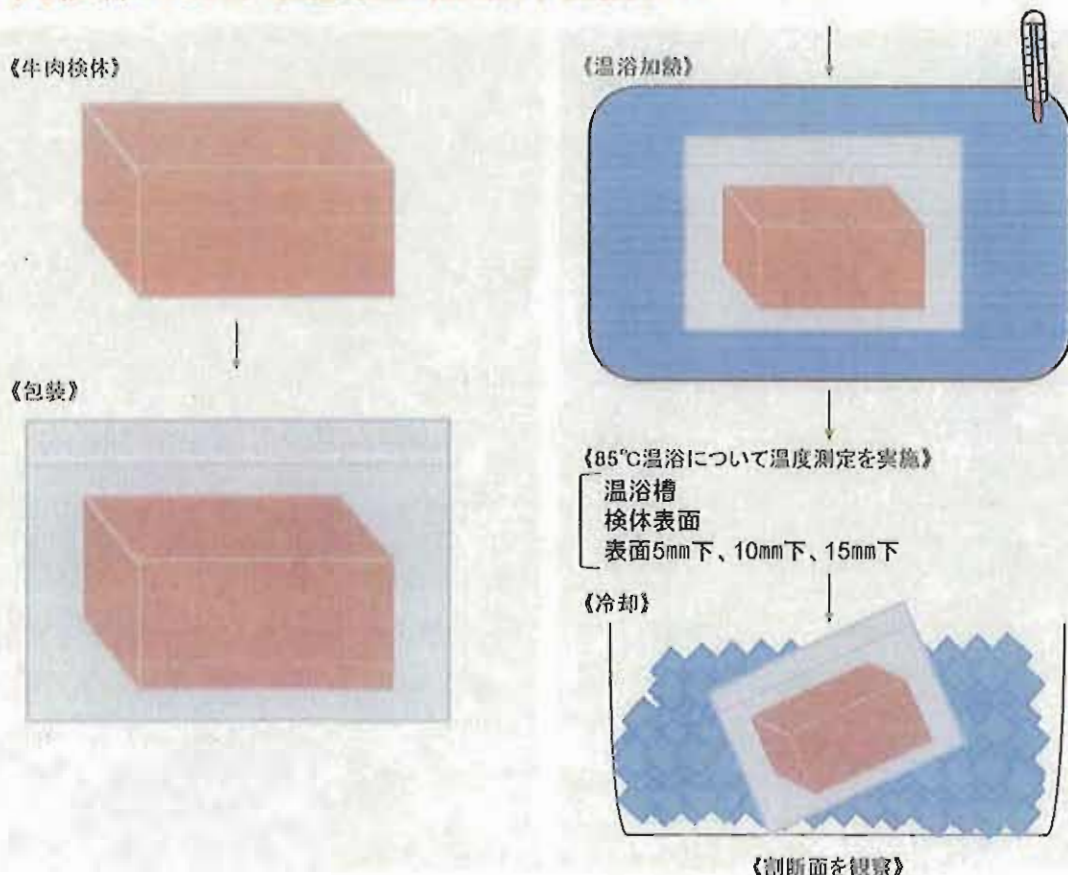 《牛肉検体》
《包装》
《温浴加熱》
《85℃温浴について温度測定を実施》
温浴槽
検体表面
表面5mm下、10mm下、15mm下
《冷却》
《割断面を観察》